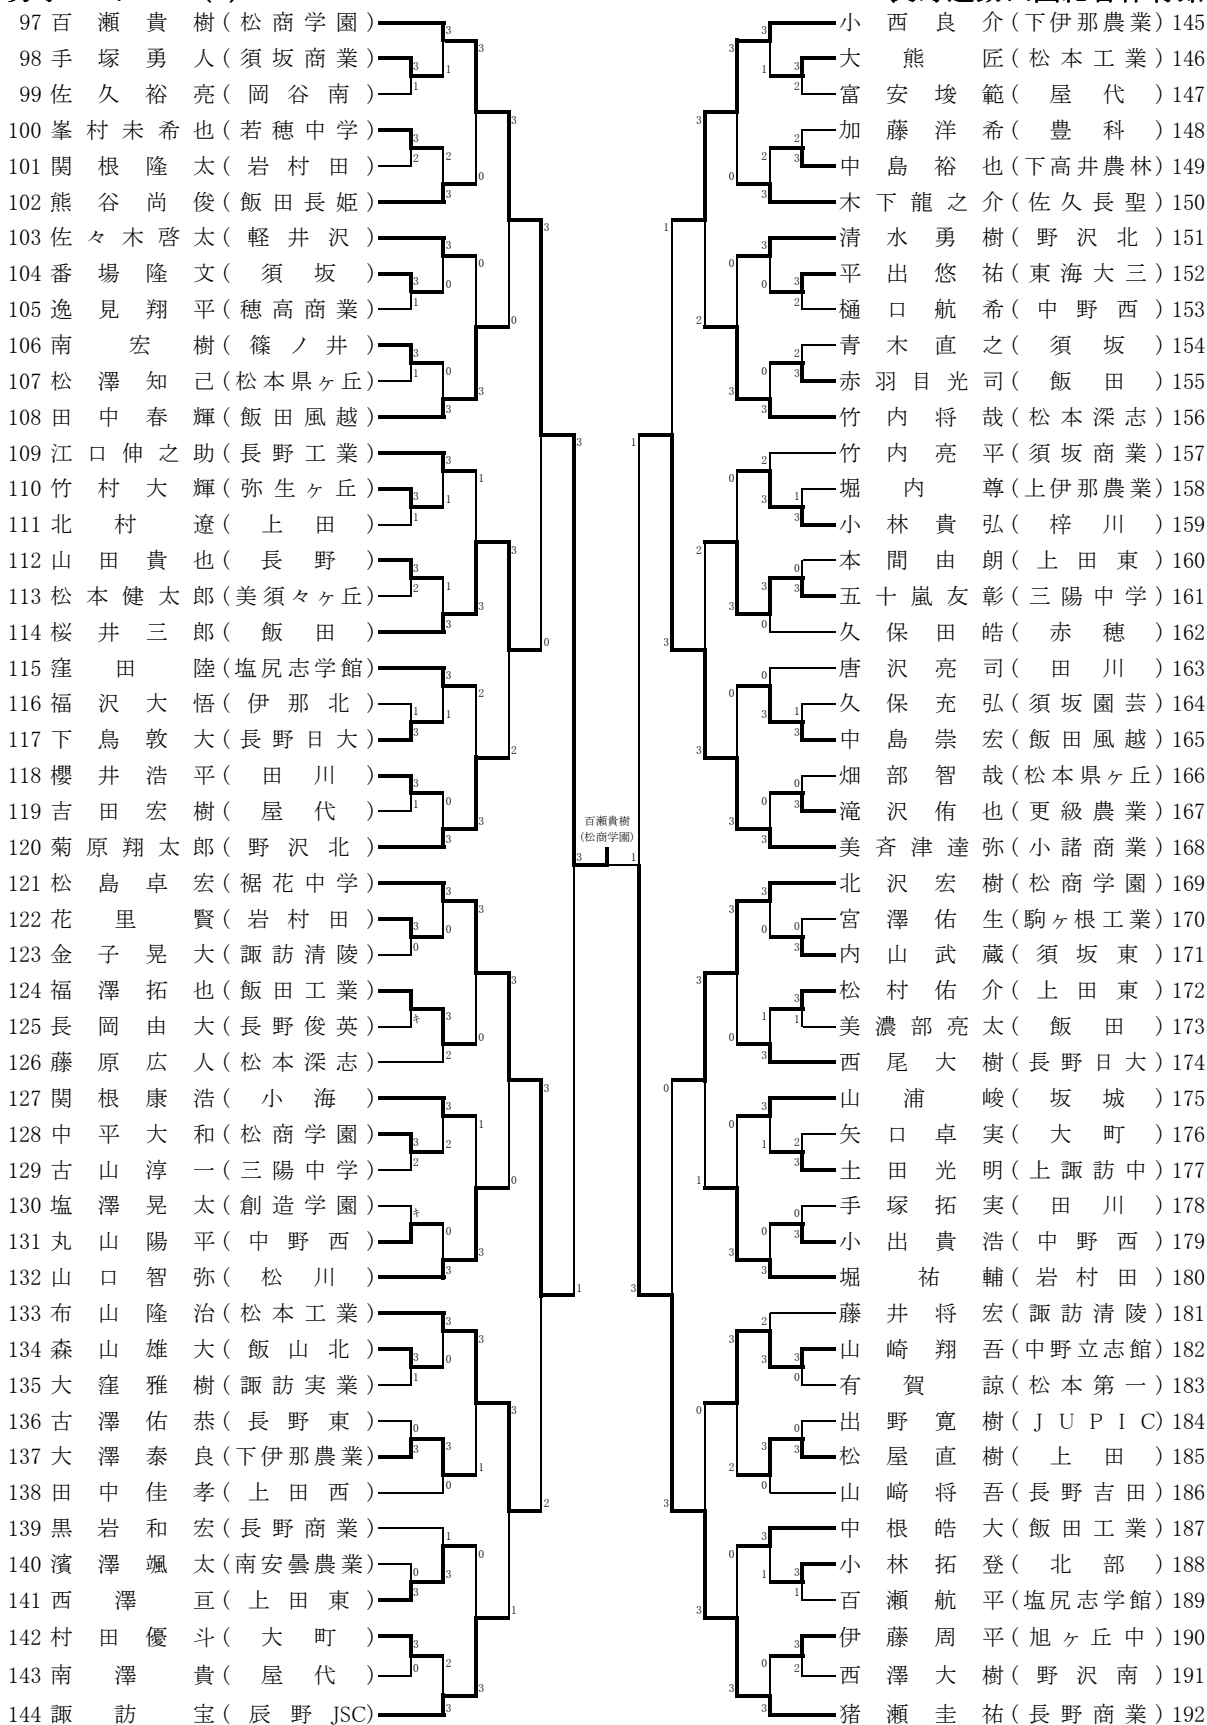 97 百瀬貴樹(松商学園)
98 手塚勇人(須坂商業)
99 佐久裕亮(岡谷南)
100 峯村未希也(若穂中学)
101 関根隆太(岩村田)
102 熊谷尚俊(飯田長姫)
103 佐々木啓太(軽井沢)
104 番場隆文(須坂)
105 逸見翔平(穂高商業)
106 南宏樹(篠ノ井)
107 松澤知己(松本県ヶ丘)
108 田中春輝(飯田風越)
109 江口伸之助(長野工業)
110 竹村大輝(弥生ヶ丘)
111 北村遼(上田)
112 山田貴也(長野)
113 松本健太郎(美須々ヶ丘)
114 桜井三郎(飯田)
115 窪田陸(塩尻志学館)
116 福沢大悟(伊那北)
117 下鳥敦大(長野日大)
118 櫻井浩平(田川)
119 吉田宏樹(屋代)
120 菊原翔太郎(野沢北)
121 松島卓宏(裾花中学)
122 花里賢(岩村田)
123 金子晃大(諏訪清陵)
124 福澤拓也(飯田工業)
125 長岡由大(長野俊英)
126 藤原広人(松本深志)
127 関根康浩(小海)
128 中平大和(松商学園)
129 古山淳一(三陽中学)
130 塩澤晃太(創造学園)
131 丸山陽平(中野西)
132 山口智弥(松川)
133 布山隆治(松本工業)
134 森山雄大(飯山北)
135 大窪雅樹(諏訪実業)
136 古澤佑恭(長野東)
137 大澤泰良(下伊那農業)
138 田中佳孝(上田西)
139 黒岩和宏(長野商業)
140 濱澤颯太(南安曇農業)
141 西澤亘(上田東)
142 村田優斗(大町)
143 南澤貴(屋代)
144 諏訪宝(辰野 JSC)
百瀬貴樹
(松商学園)
小西良介(下伊那農業) 145
大熊匠(松本工業) 146
富安埈範(屋代) 147
加藤洋希(豊科) 148
中島裕也(下高井農林) 149
木下龍之介(佐久長聖) 150
清水勇樹(野沢北) 151
平出悠祐(東海大三) 152
樋口航希(中野西) 153
青木直之(須坂) 154
赤羽目光司(飯田) 155
竹内将哉(松本深志) 156
竹内亮平(須坂商業) 157
堀内尊(上伊那農業) 158
小林貴弘(梓川) 159
本間由朗(上田東) 160
五十嵐友彰(三陽中学) 161
久保田皓(赤穂) 162
唐沢亮司(田川) 163
久保充弘(須坂園芸) 164
中島崇宏(飯田風越) 165
畑部智哉(松本県ヶ丘) 166
滝沢侑也(更級農業) 167
美斉津達弥(小諸商業) 168
北沢宏樹(松商学園) 169
宮澤佑生(駒ヶ根工業) 170
内山武蔵(須坂東) 171
松村佑介(上田東) 172
美濃部亮太(飯田) 173
西尾大樹(長野日大) 174
山浦峻(坂城) 175
矢口卓実(大町) 176
土田光明(上諏訪中) 177
手塚拓実(田川) 178
小出貴浩(中野西) 179
堀祐輔(岩村田) 180
藤井将宏(諏訪清陵) 181
山崎翔吾(中野立志館) 182
有賀諒(松本第一) 183
出野寛樹(JUPIC) 184
松屋直樹(上田) 185
山﨑将吾(長野吉田) 186
中根皓大(飯田工業) 187
小林拓登(北部) 188
百瀬航平(塩尻志学館) 189
伊藤周平(旭ヶ丘中) 190
西澤大樹(野沢南) 191
猪瀬圭祐(長野商業) 192